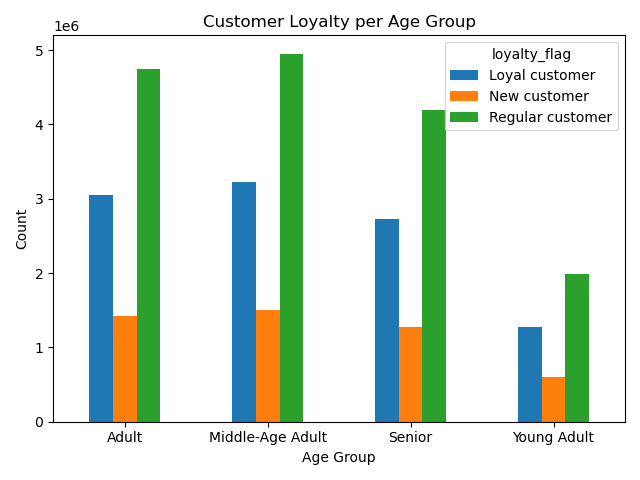 Customer Loyalty per Age Group
1e6
loyalty_flag
Loyal customer
New customer
Regular customer
5
4
3
2
1
0
Count
Adult
Middle-Age Adult
Senior
Young Adult
Age Group